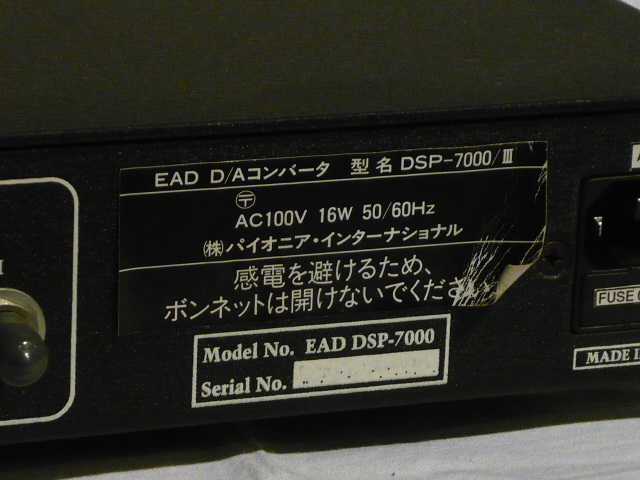 EAD D/Aコンバータ 型名 DSP-7000/III
〒
AC100V 16W 50/60Hz
(株)パイオニア・インターナショナル
感電を避けるため、
ボンネットは開けないでくださ
Model No. EAD DSP-7000
Serial No.
FUSE
MADE